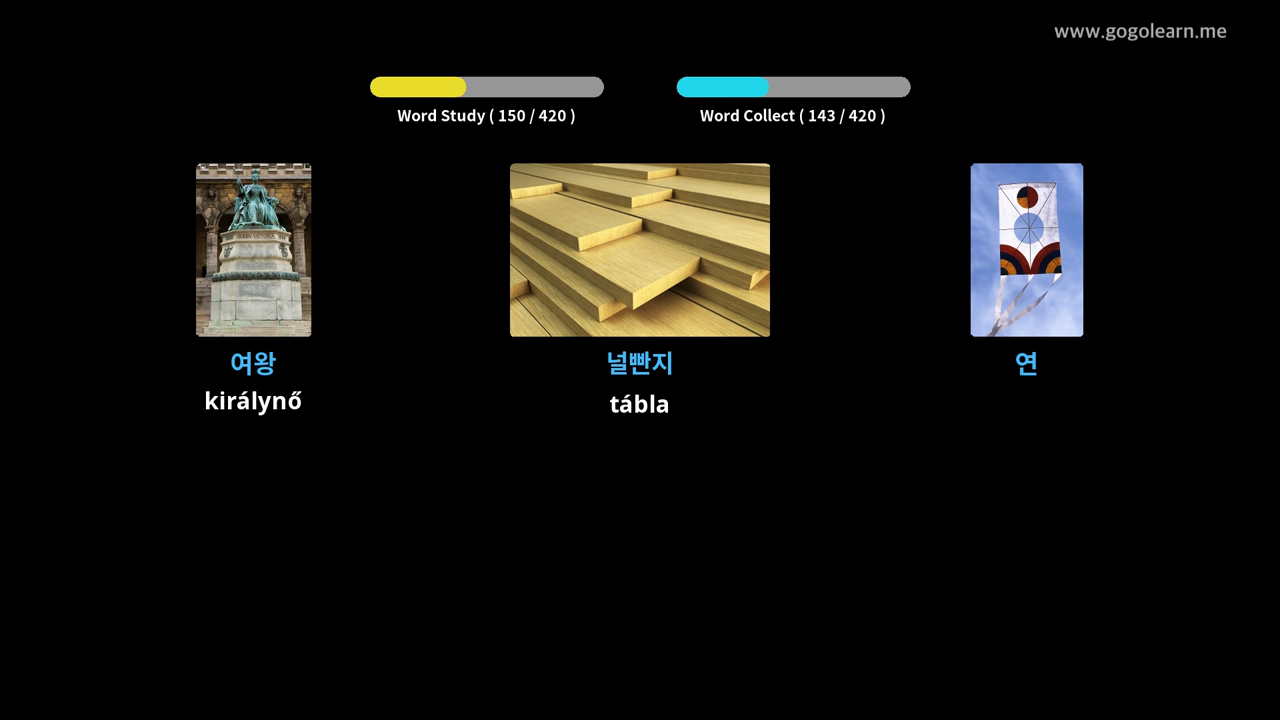 www.gogolearn.me
Word Study ( 150 / 420 )
Word Collect ( 143 / 420 )
여왕
널빤지
연
királynő
tábla